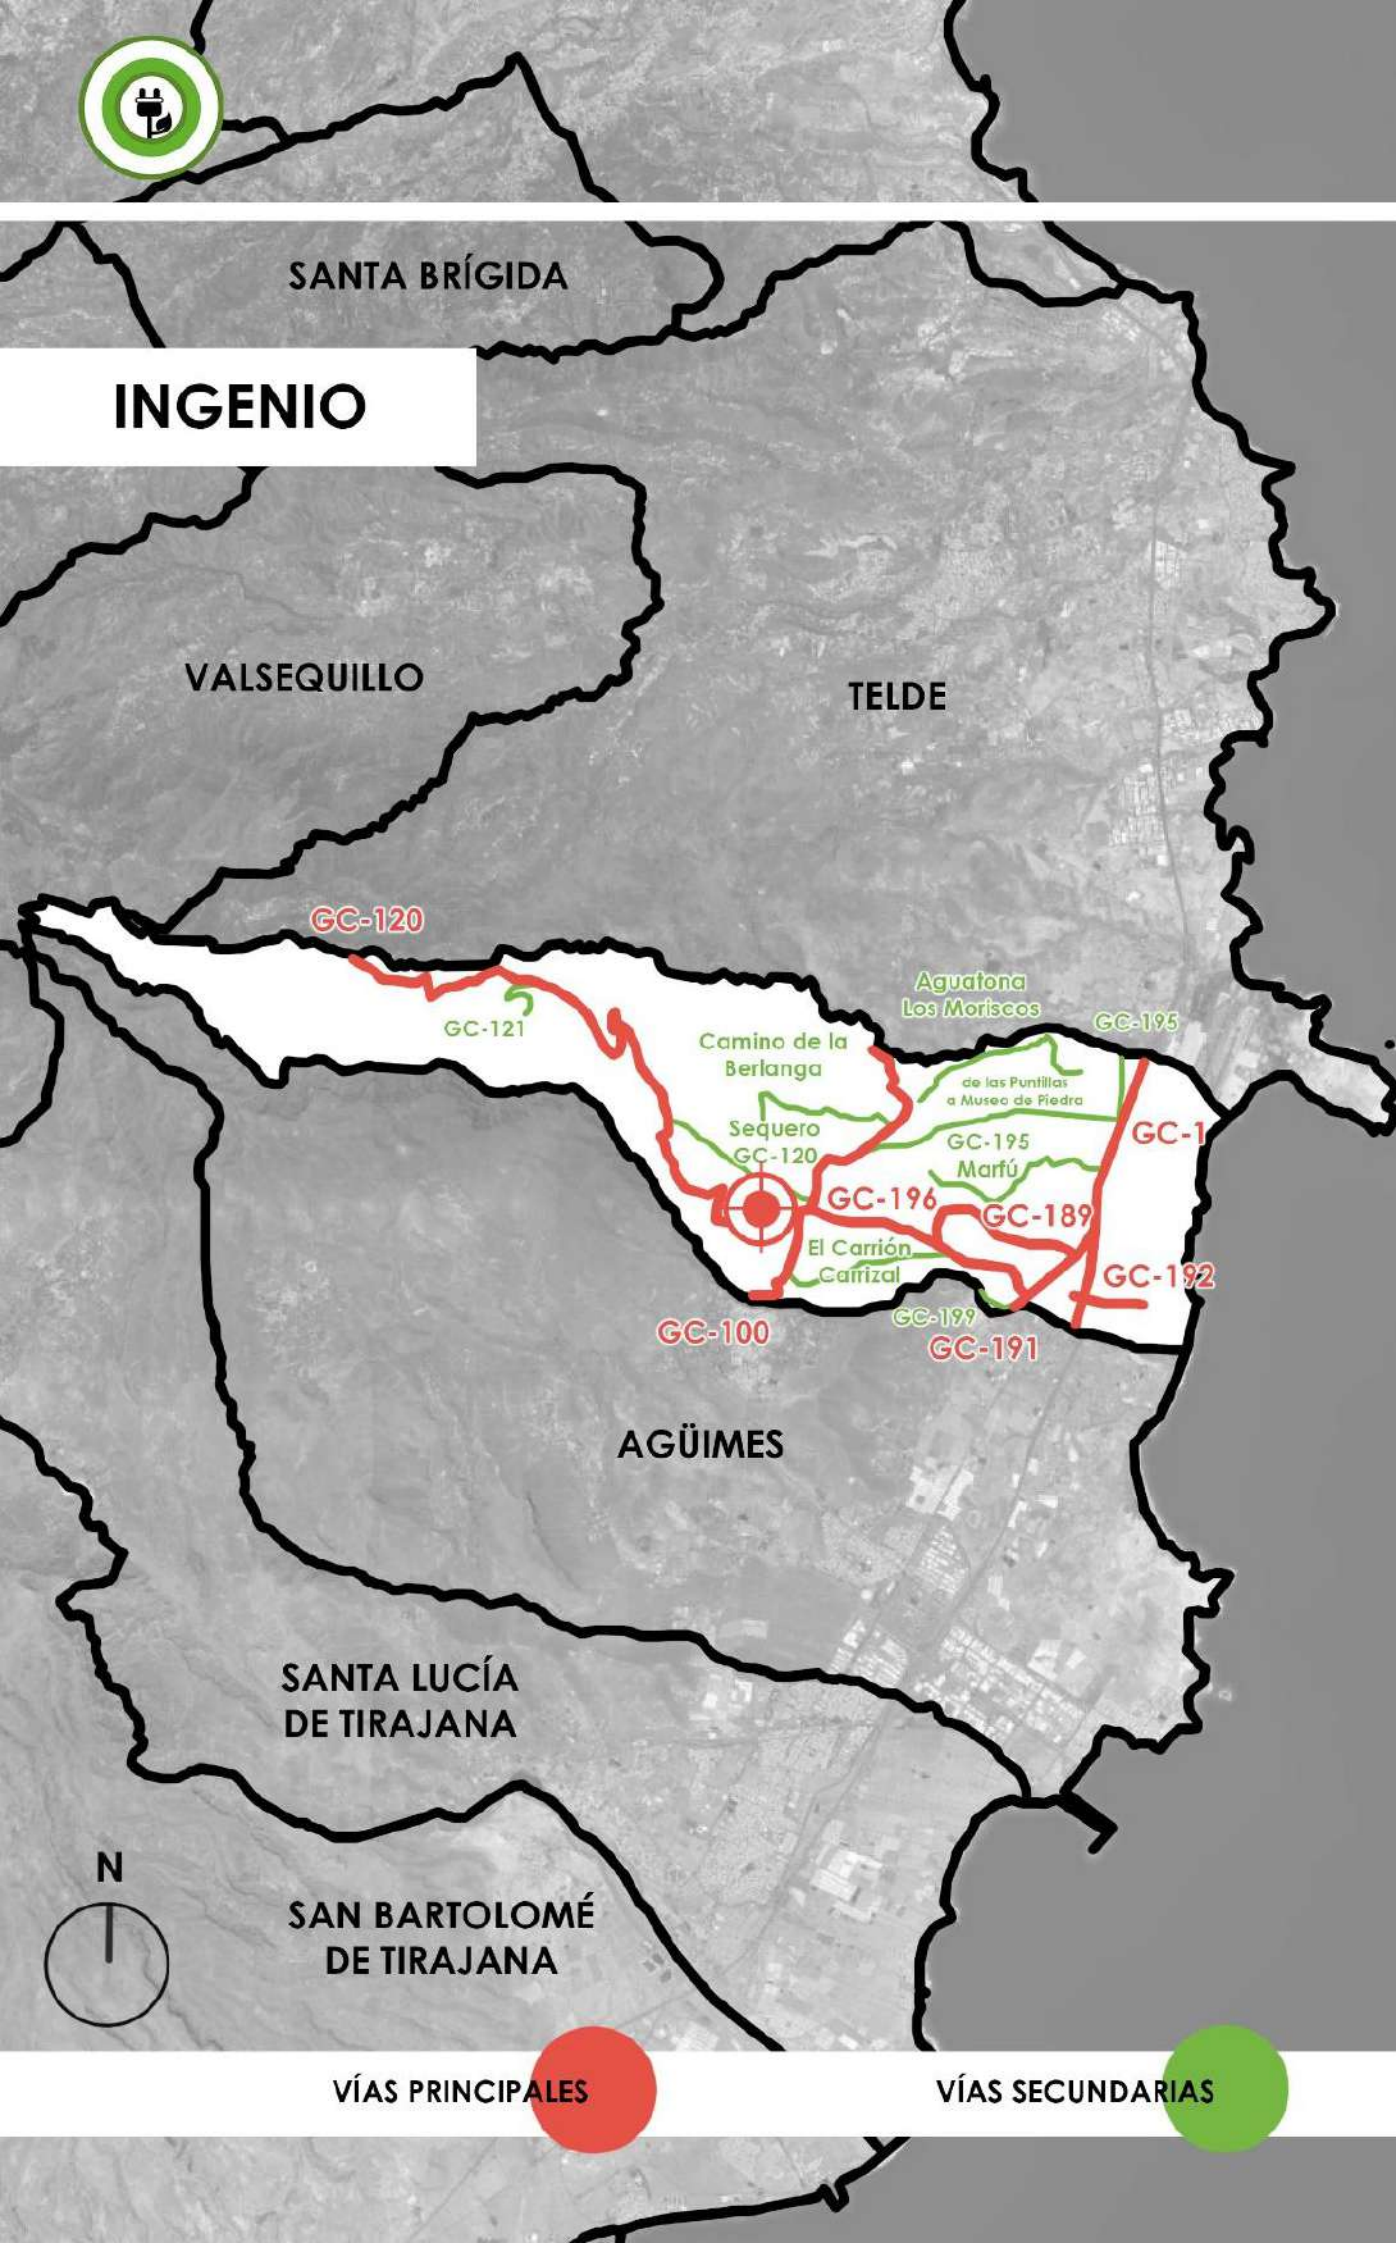 SANTA BRÍGIDA
INGENIO
VALSEQUILLO
TELDE
GC-120
Aguatona
Los Moriscos
GC-195
GC-121
Camino de la
Berlanga
de las Puntillas
a Museo de Piedra
Sequero
GC-120
GC-195
Marfú
GC-1
GC-196
GC-189
El Carrión
Carrizal
GC-192
GC-199
GC-100
GC-191
AGÜIMES
SANTA LUCÍA
DE TIRAJANA
N
SAN BARTOLOMÉ
DE TIRAJANA
VÍAS PRINCIPALES
VÍAS SECUNDARIAS